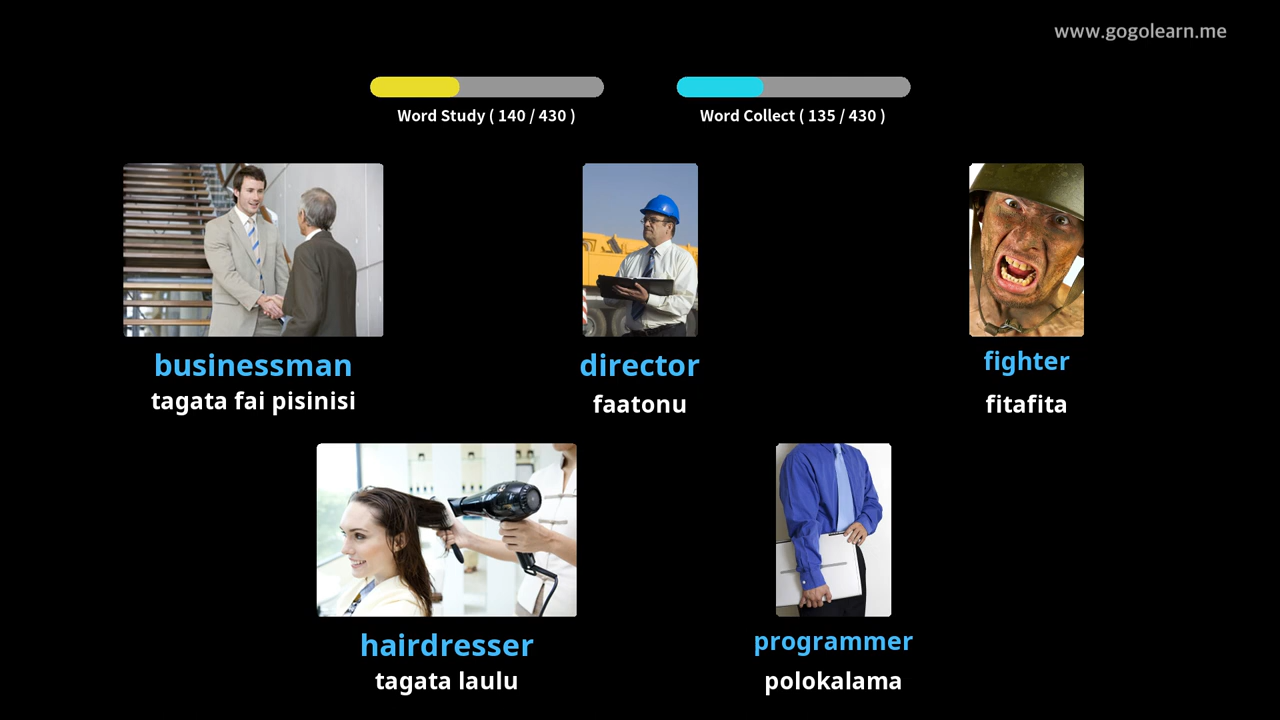 www.gogolearn.me
Word Study ( 140 / 430 )
Word Collect ( 135 / 430 )
businessman
tagata fai pisinisi
director
faatonu
fighter
fitafita
hairdresser
tagata laulu
programmer
polokalama